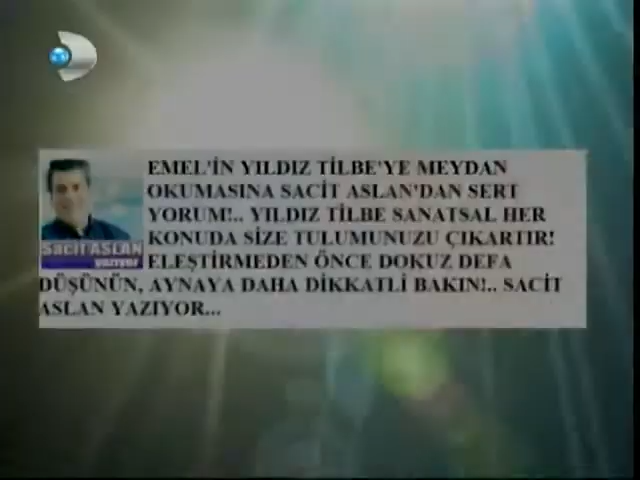 EMEL'İN YILDIZ TİLBE'YE MEYDAN
OKUMASINA SACİT ASLAN'DAN SERT
YORUM!.. YILDIZ TİLBE SANATSAL HER
KONUDA SİZE TULUMUNUZU ÇIKARTIR!
ELEŞTİRMEDEN ÖNCE DOKUZ DEFA
DÜŞÜNÜN, AYNAYA DAHA DİKKATLİ BAKIN!.. SACİT
ASLAN YAZIYOR...
SACİT ASLAN
yazıyor